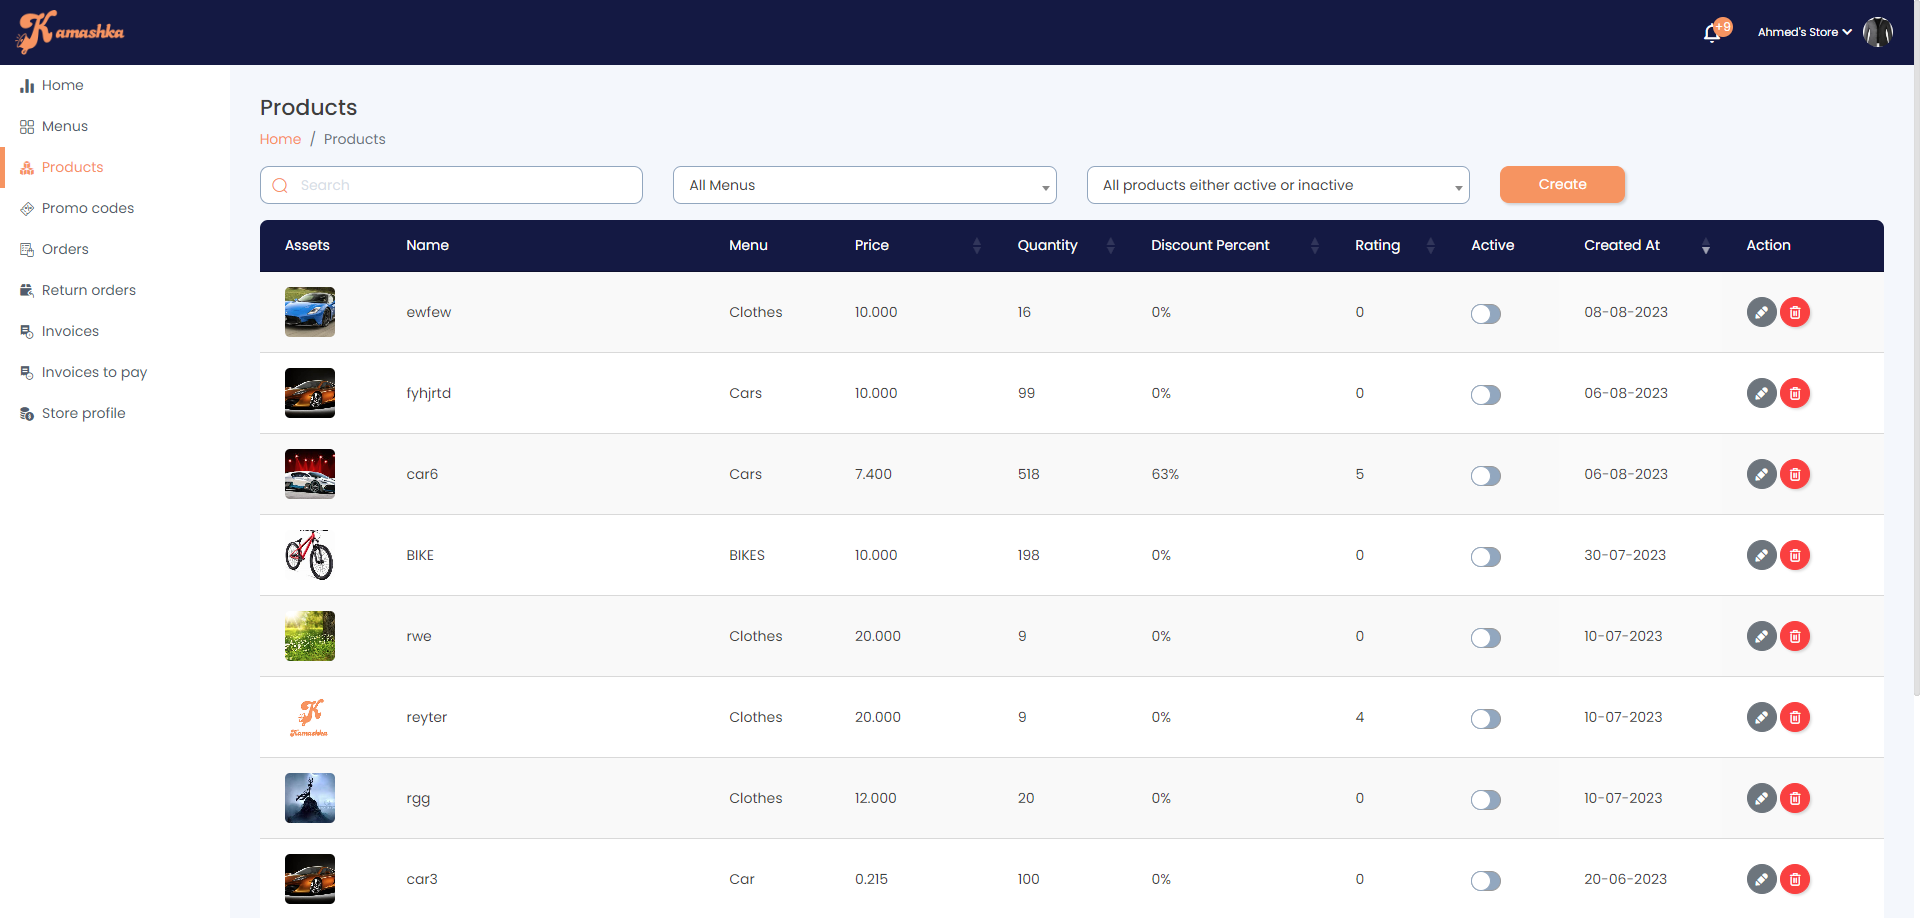 Kamashka
+9
Ahmed's Store
Home
Menus
Products
Promo codes
Orders
Return orders
Invoices
Invoices to pay
Store profile
Products
Home / Products
Search
All Menus
All products either active or inactive
Create
Assets Name Menu Price Quantity Discount Percent Rating Active Created At Action
ewfew Clothes 10.000 16 0% 0 08-08-2023
fyhjrtd Cars 10.000 99 0% 0 06-08-2023
car6 Cars 7.400 518 63% 5 06-08-2023
BIKE BIKES 10.000 198 0% 0 30-07-2023
rwe Clothes 20.000 9 0% 0 10-07-2023
Kamashka
reyter Clothes 20.000 9 0% 4 10-07-2023
rgg Clothes 12.000 20 0% 0 10-07-2023
car3 Car 0.215 100 0% 0 20-06-2023